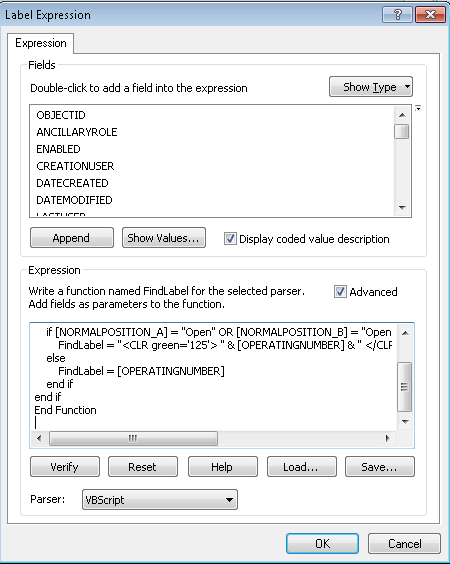 Label Expression
Expression
Fields
Double-click to add a field into the expression
Show Type
OBJECTID
ANCILLARYROLE
ENABLED
CREATIONUSER
DATECREATED
DATEMODIFIED
LASTUSER
Append
Show Values...
Display coded value description
Expression
Write a function named FindLabel for the selected parser.
Advanced
Add fields as parameters to the function.
if [NORMALPOSITION_A] = "Open" OR [NORMALPOSITION_B] = "Open
FindLabel = "<CLR green='125'> " & [OPERATINGNUMBER] & " </CLR
else
FindLabel = [OPERATINGNUMBER]
end if
end if
End Function
Verify
Reset
Help
Load...
Save...
Parser:
VBScript
OK
Cancel